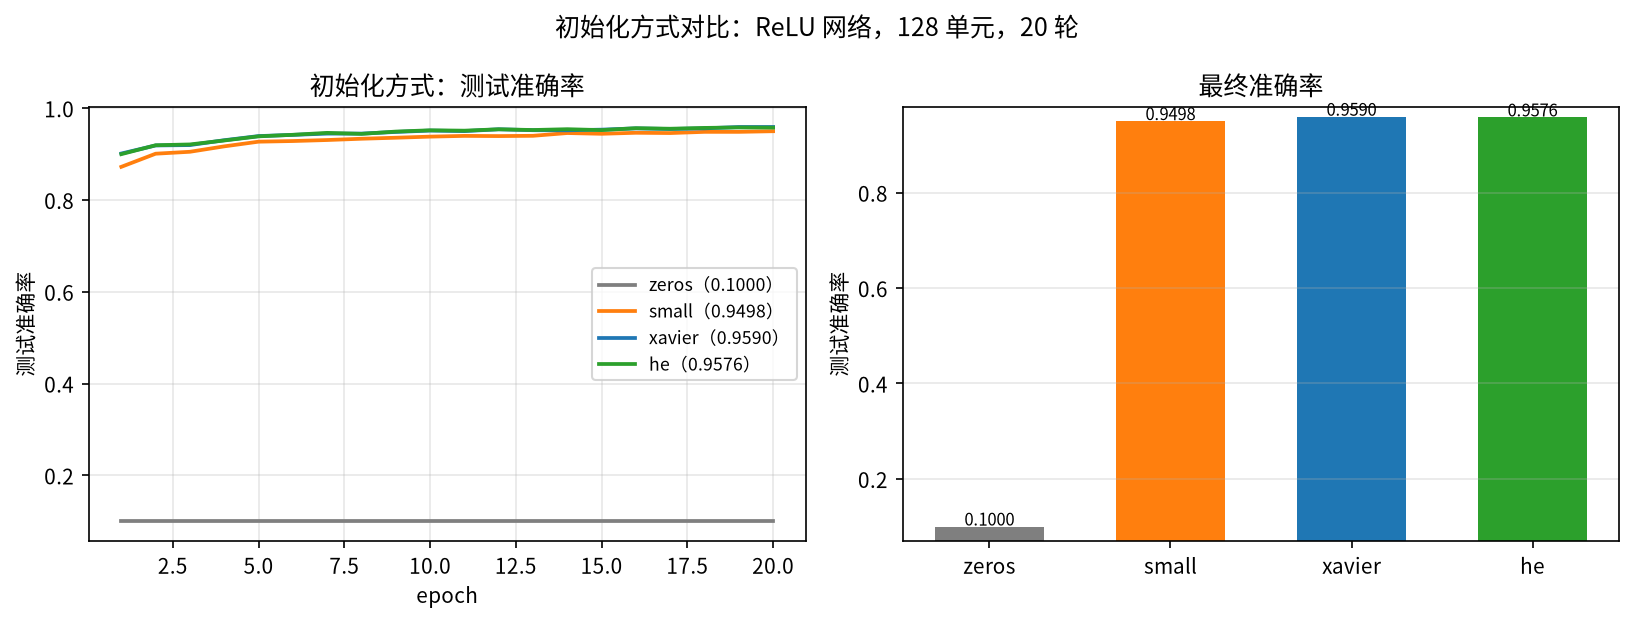 初始化方式对比：ReLU 网络，128 单元，20 轮
初始化方式：测试准确率
测试准确率
1.0
0.8
0.6
0.4
0.2
zeros（0.1000）
small（0.9498）
xavier（0.9590）
he（0.9576）
2.5 5.0 7.5 10.0 12.5 15.0 17.5 20.0
epoch
最终准确率
测试准确率
0.8
0.6
0.4
0.2
0.1000 0.9498 0.9590 0.9576
zeros small xavier he